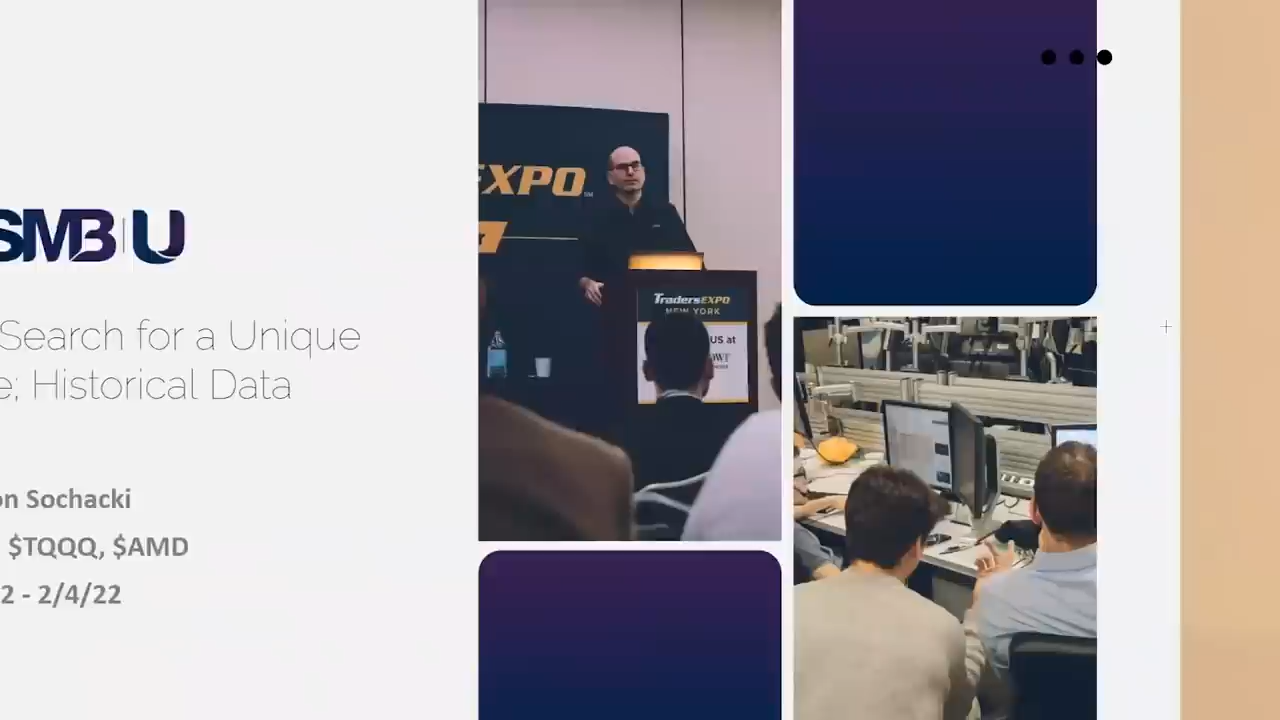 SMB U
Search for a Unique
e; Historical Data
on Sochacki
$TQQQ, $AMD
2 - 2/4/22
EXPO
TradersEXPO
NEW YORK
US at